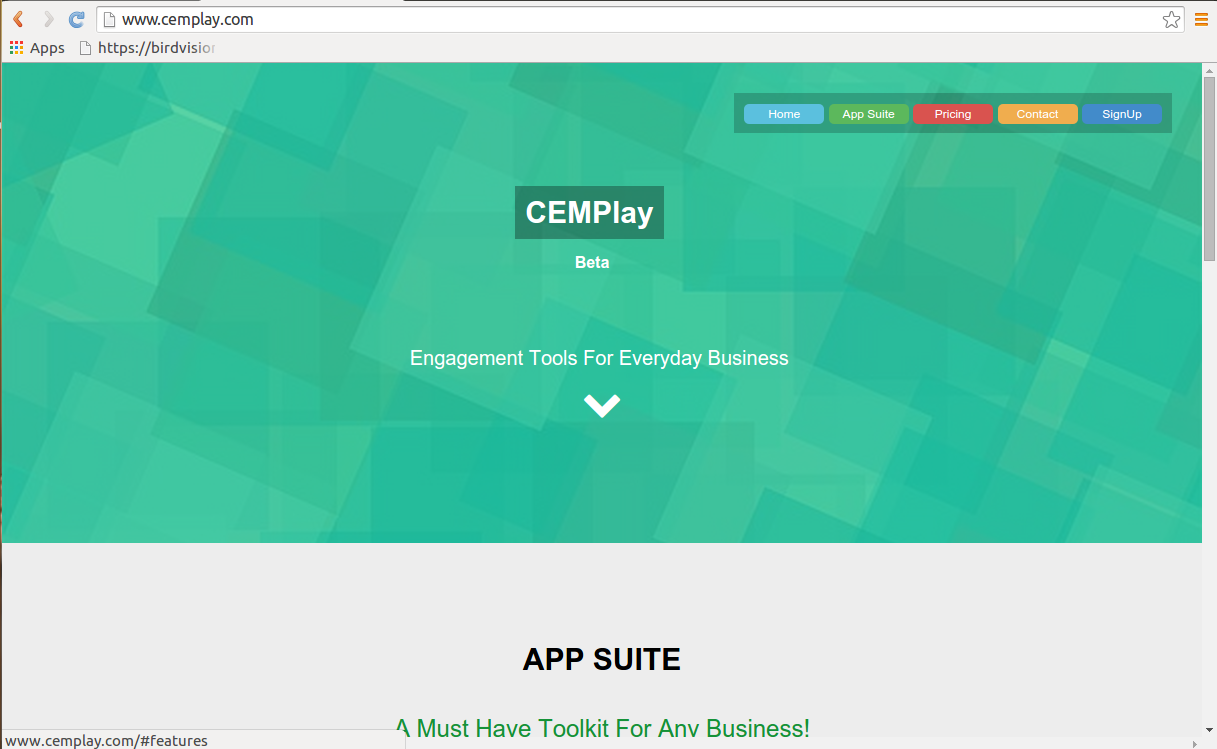 www.cemplay.com
Apps https://birdvision
Home App Suite Pricing Contact SignUp
CEMPlay
Beta
Engagement Tools For Everyday Business
APP SUITE
A Must Have Toolkit For Any Business!
www.cemplay.com/#features